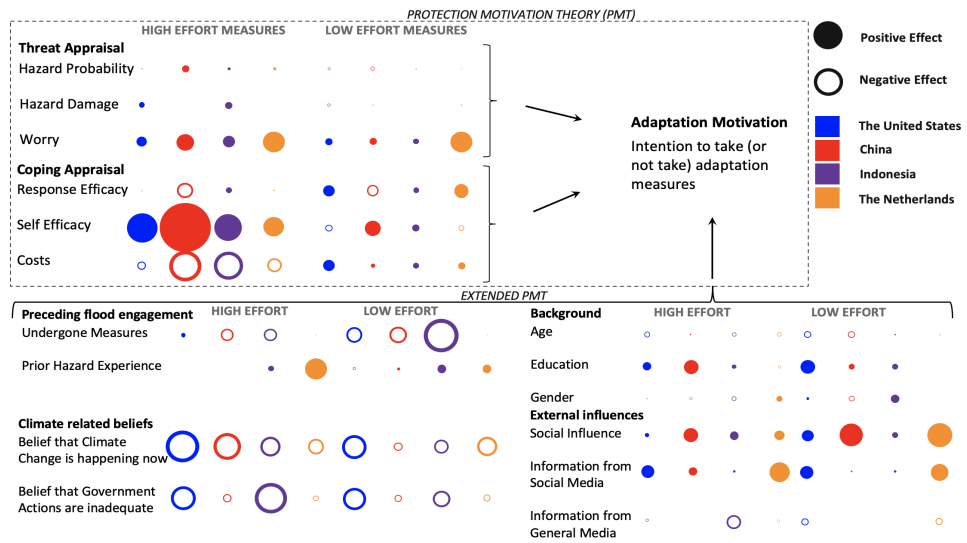 PROTECTION MOTIVATION THEORY (PMT)
HIGH EFFORT MEASURES
LOW EFFORT MEASURES
Threat Appraisal
Hazard Probability
Hazard Damage
Worry
Coping Appraisal
Response Efficacy
Self Efficacy
Costs
Adaptation Motivation
Intention to take (or
not take) adaptation
measures
Positive Effect
Negative Effect
The United States
China
Indonesia
The Netherlands
EXTENDED PMT
Preceding flood engagement
HIGH EFFORT
LOW EFFORT
Undergone Measures
Prior Hazard Experience
Climate related beliefs
Belief that Climate
Change is happening now
Belief that Government
Actions are inadequate
Background
HIGH EFFORT
LOW EFFORT
Age
Education
Gender
External influences
Social Influence
Information from
Social Media
Information from
General Media